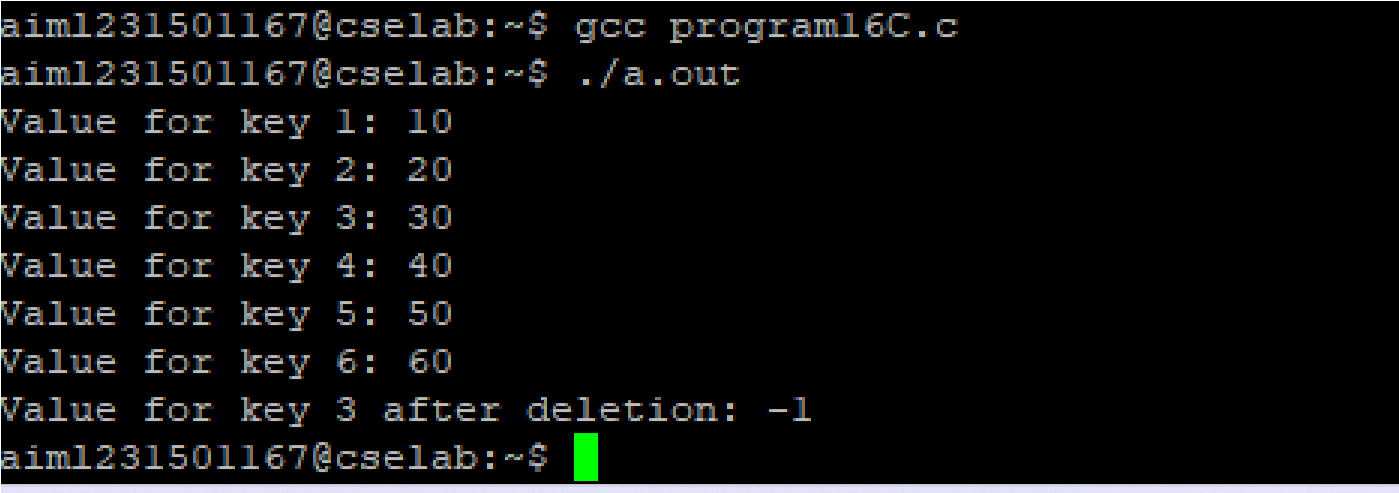 aiml231501167@cselab:~$ gcc program16C.c
aiml231501167@cselab:~$ ./a.out
Value for key 1: 10
Value for key 2: 20
Value for key 3: 30
Value for key 4: 40
Value for key 5: 50
Value for key 6: 60
Value for key 3 after deletion: -1
aiml231501167@cselab:~$